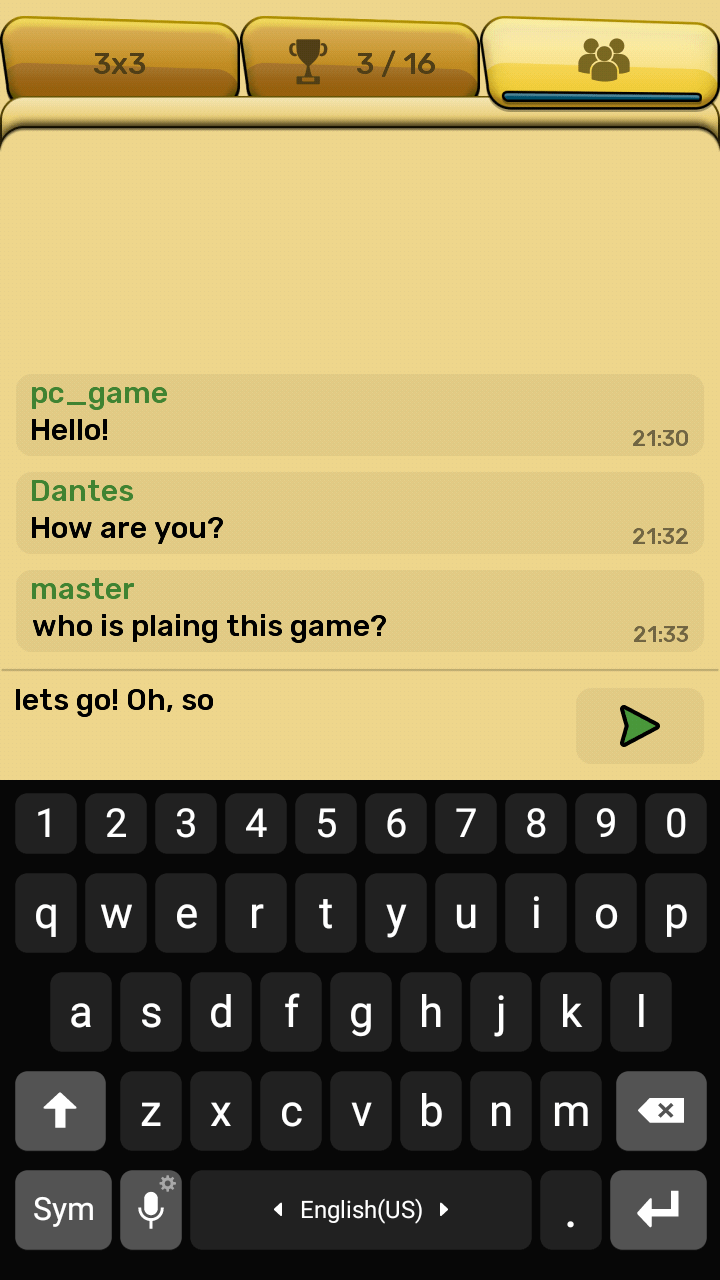 3x3
3 / 16
pc_game
Hello!
21:30
Dantes
How are you?
21:32
master
who is plaing this game?
21:33
lets go! Oh, so
1 2 3 4 5 6 7 8 9 0
q w e r t y u i o p
a s d f g h j k l
z x c v b n m
Sym English(US) .